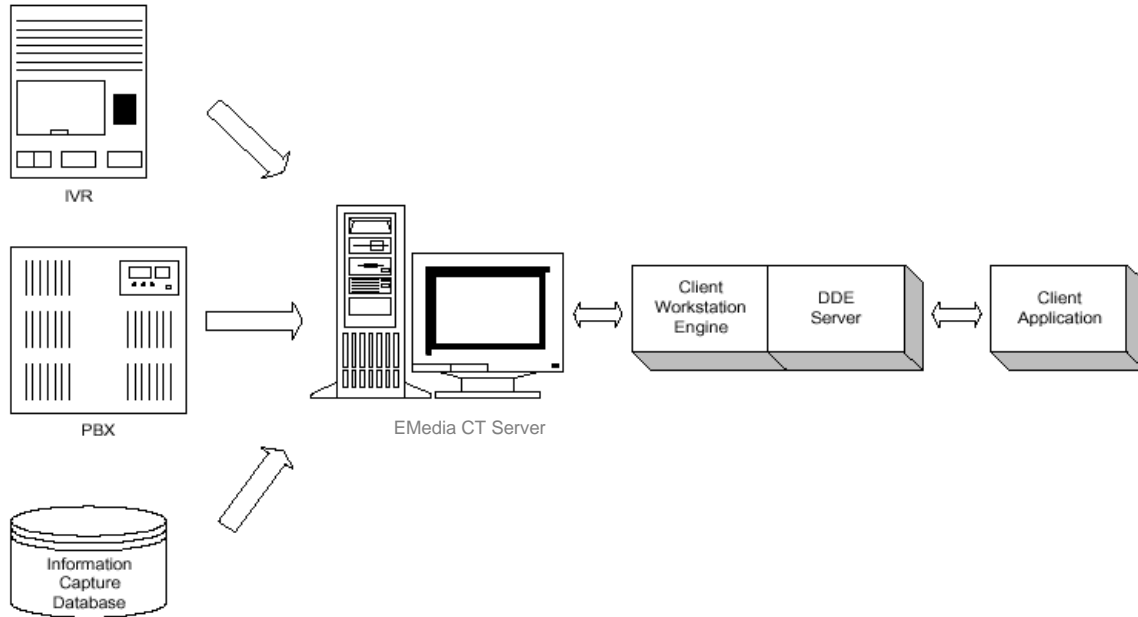 IVR
PBX
Information
Capture
Database
EMedia CT Server
Client
Workstation
Engine
DDE
Server
Client
Application